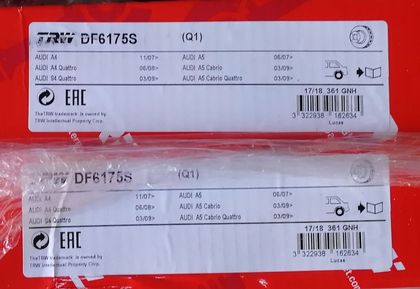 TRW DF6175S (Q1)
AUDI A4 11/07> AUDI A5 06/07>
AUDI A4 Quattro 06/08> AUDI A5 Cabrio 03/09>
AUDI S4 Quattro 03/09> AUDI A5 Cabrio Quattro 03/09>
EAC
TheTRW trademark is owned by
TRW Intellectual Property Corp.
17/18 361 GNH
3 322938 162634
Lucas
TRW DF6175S (Q1)
AUDI A4 11/07> AUDI A5 06/07>
AUDI A4 Quattro 06/08> AUDI A5 Cabrio 03/09>
AUDI S4 Quattro 03/09> AUDI A5 Cabrio Quattro 03/09>
EAC
TheTRW trademark is owned by
TRW Intellectual Property Corp.
17/18 361 GNH
3 322938 162634
Lucas